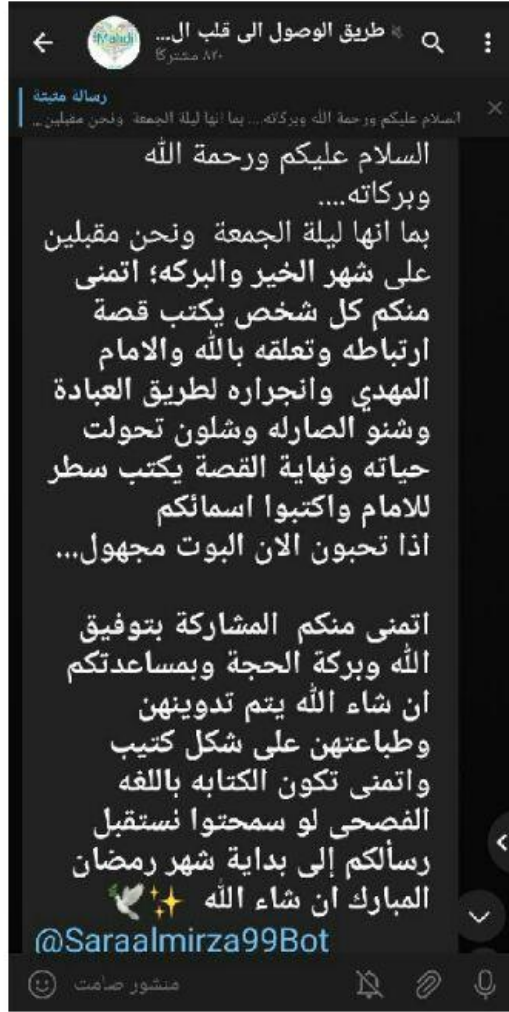 طريق الوصول الى قلب ال...
٨٢٠ مشتركًا
رسالة مثبتة
السلام عليكم ورحمة الله وبركاته.... بما انها ليلة الجمعة ونحن مقبلين...
السلام عليكم ورحمة الله
وبركاته....
بما انها ليلة الجمعة ونحن مقبلين
على شهر الخير والبركه؛ اتمنى
منكم كل شخص يكتب قصة
ارتباطه وتعلقه بالله والامام
المهدي وانجراره لطريق العبادة
وشنو الصارله وشلون تحولت
حياته ونهاية القصة يكتب سطر
للامام واكتبوا اسمائكم
اذا تحبون الان البوت مجهول...
اتمنى منكم المشاركة بتوفيق
الله وبركة الحجة وبمساعدتكم
ان شاء الله يتم تدوينهن
وطباعتهن على شكل كتيب
واتمنى تكون الكتابه باللغه
الفصحى لو سمحتوا نستقبل
رسألكم إلى بداية شهر رمضان
المبارك ان شاء الله ✨🕊
@Saraalmirza99Bot
منشور صامت